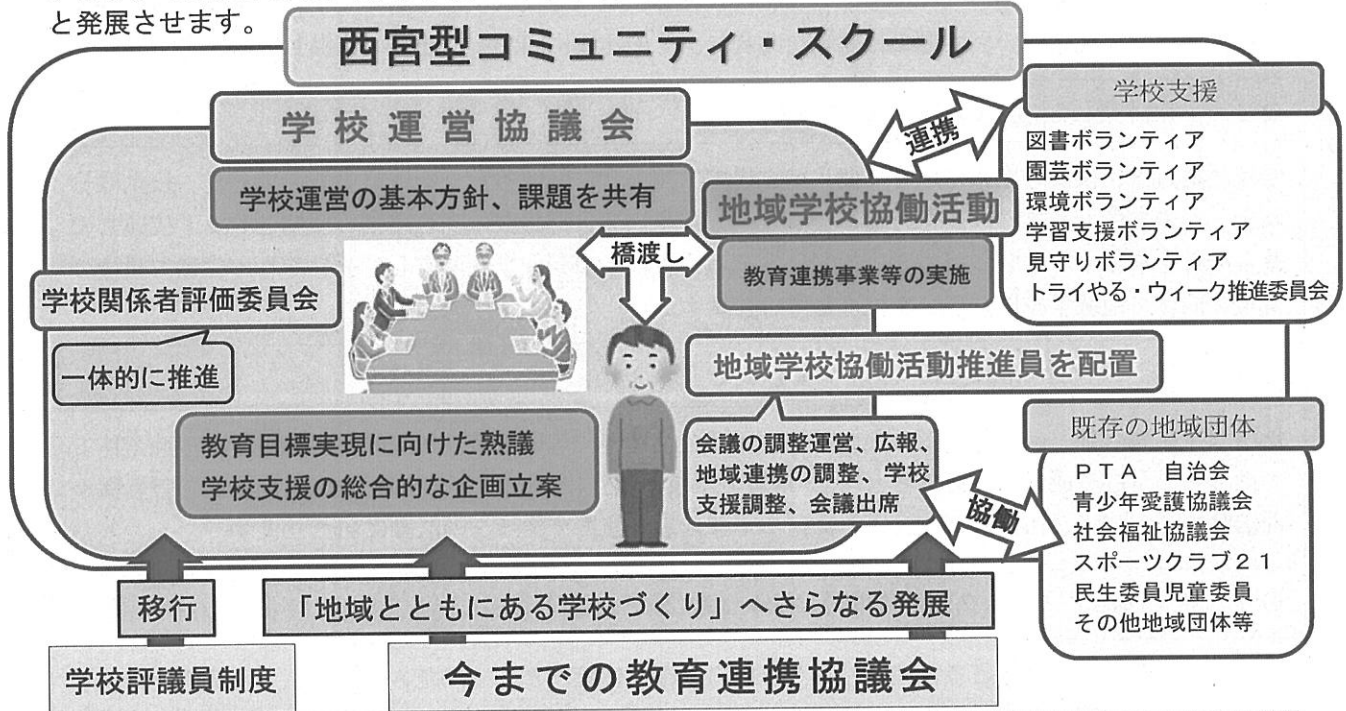 と発展させます。
西宮型コミュニティ・スクール
学校運営協議会
学校運営の基本方針、課題を共有
連携
学校支援
図書ボランティア
園芸ボランティア
環境ボランティア
学習支援ボランティア
見守りボランティア
トライやる・ウィーク推進委員会
地域学校協働活動
教育連携事業等の実施
橋渡し
学校関係者評価委員会
一体的に推進
地域学校協働活動推進員を配置
会議の調整運営、広報、
地域連携の調整、学校
支援調整、会議出席
教育目標実現に向けた熟議
学校支援の総合的な企画立案
協働
既存の地域団体
PTA 自治会
青少年愛護協議会
社会福祉協議会
スポーツクラブ21
民生委員児童委員
その他地域団体等
移行
「地域とともにある学校づくり」へさらなる発展
学校評議員制度
今までの教育連携協議会